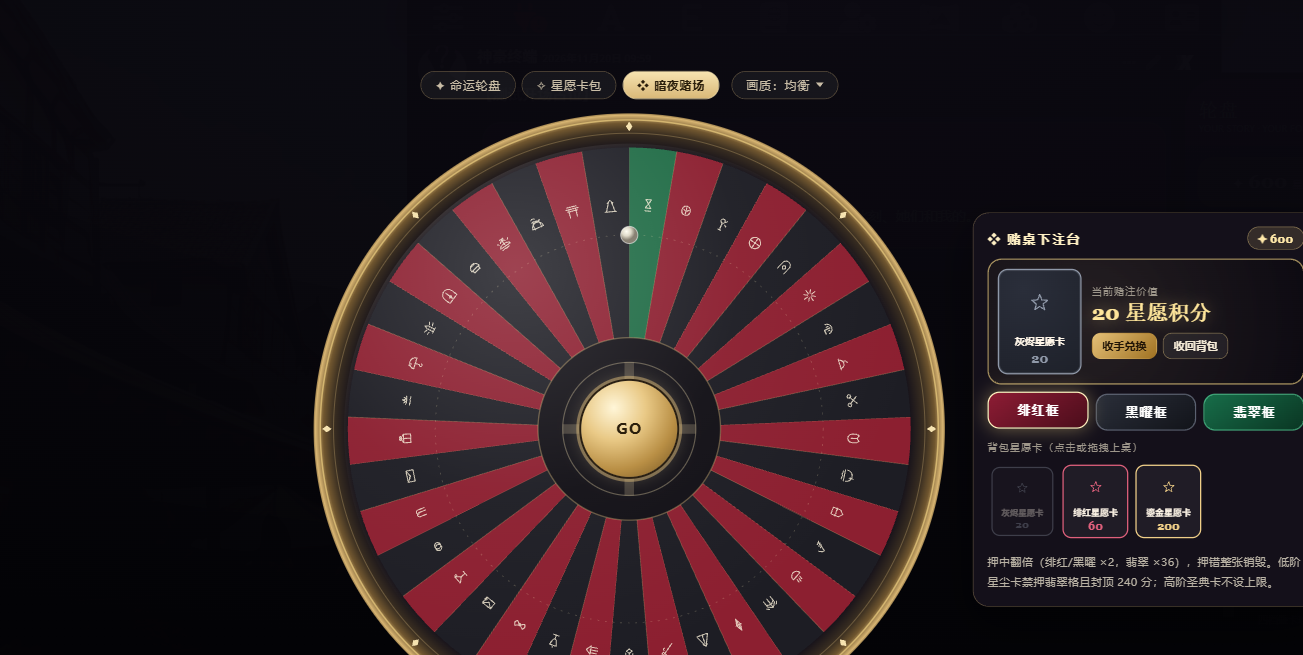 ✦ 命运轮盘
✧ 星愿卡包
❖ 暗夜赌场
画质：均衡
❖ 赌桌下注台
✦600
当前赌注价值
20 星愿积分
灰烬星愿卡
20
收手兑换
收回背包
绯红框
黑曜框
翡翠框
背包星愿卡（点击或拖拽上桌）
灰烬星愿卡
20
绯红星愿卡
60
鎏金星愿卡
200
押中翻倍（绯红/黑曜 ×2，翡翠 ×36），押错整张销毁。低阶
星尘卡禁押翡翠格且封顶 240 分；高阶圣典卡不设上限。
GO